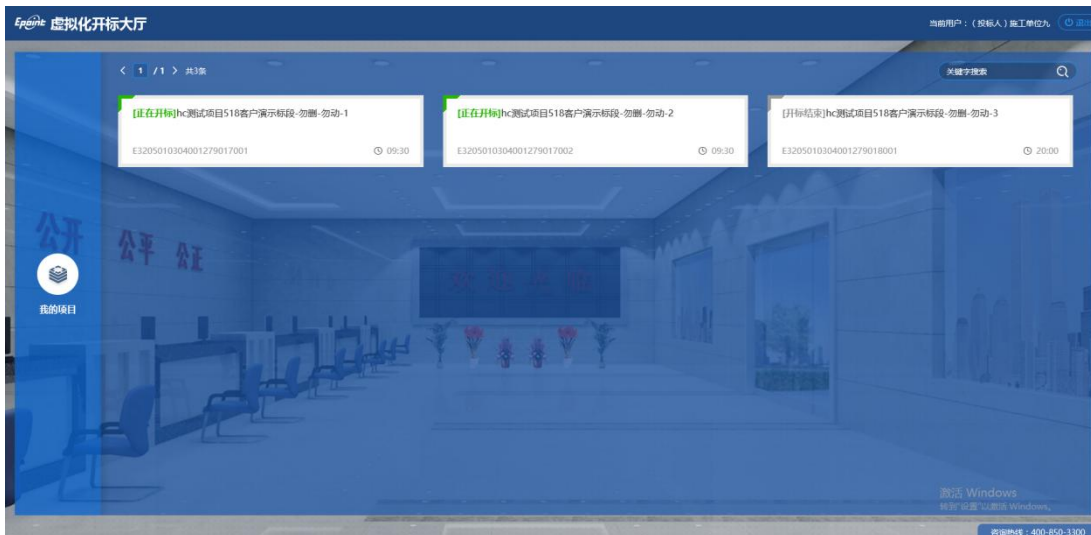 Epoint 虚拟化开标大厅
当前用户：（投标人）施工单位九 退出
1 / 1 共3条
关键字搜索
[正在开标]hc测试项目518客户演示标段-勿删-勿动-1
E3205010304001279017001 09:30
[正在开标]hc测试项目518客户演示标段-勿删-勿动-2
E3205010304001279017002 09:30
[开标结束]hc测试项目518客户演示标段-勿删-勿动-3
E3205010304001279018001 20:00
公开 公平 公正
我的项目
激活 Windows
转到"设置"以激活 Windows。
咨询热线：400-850-3300